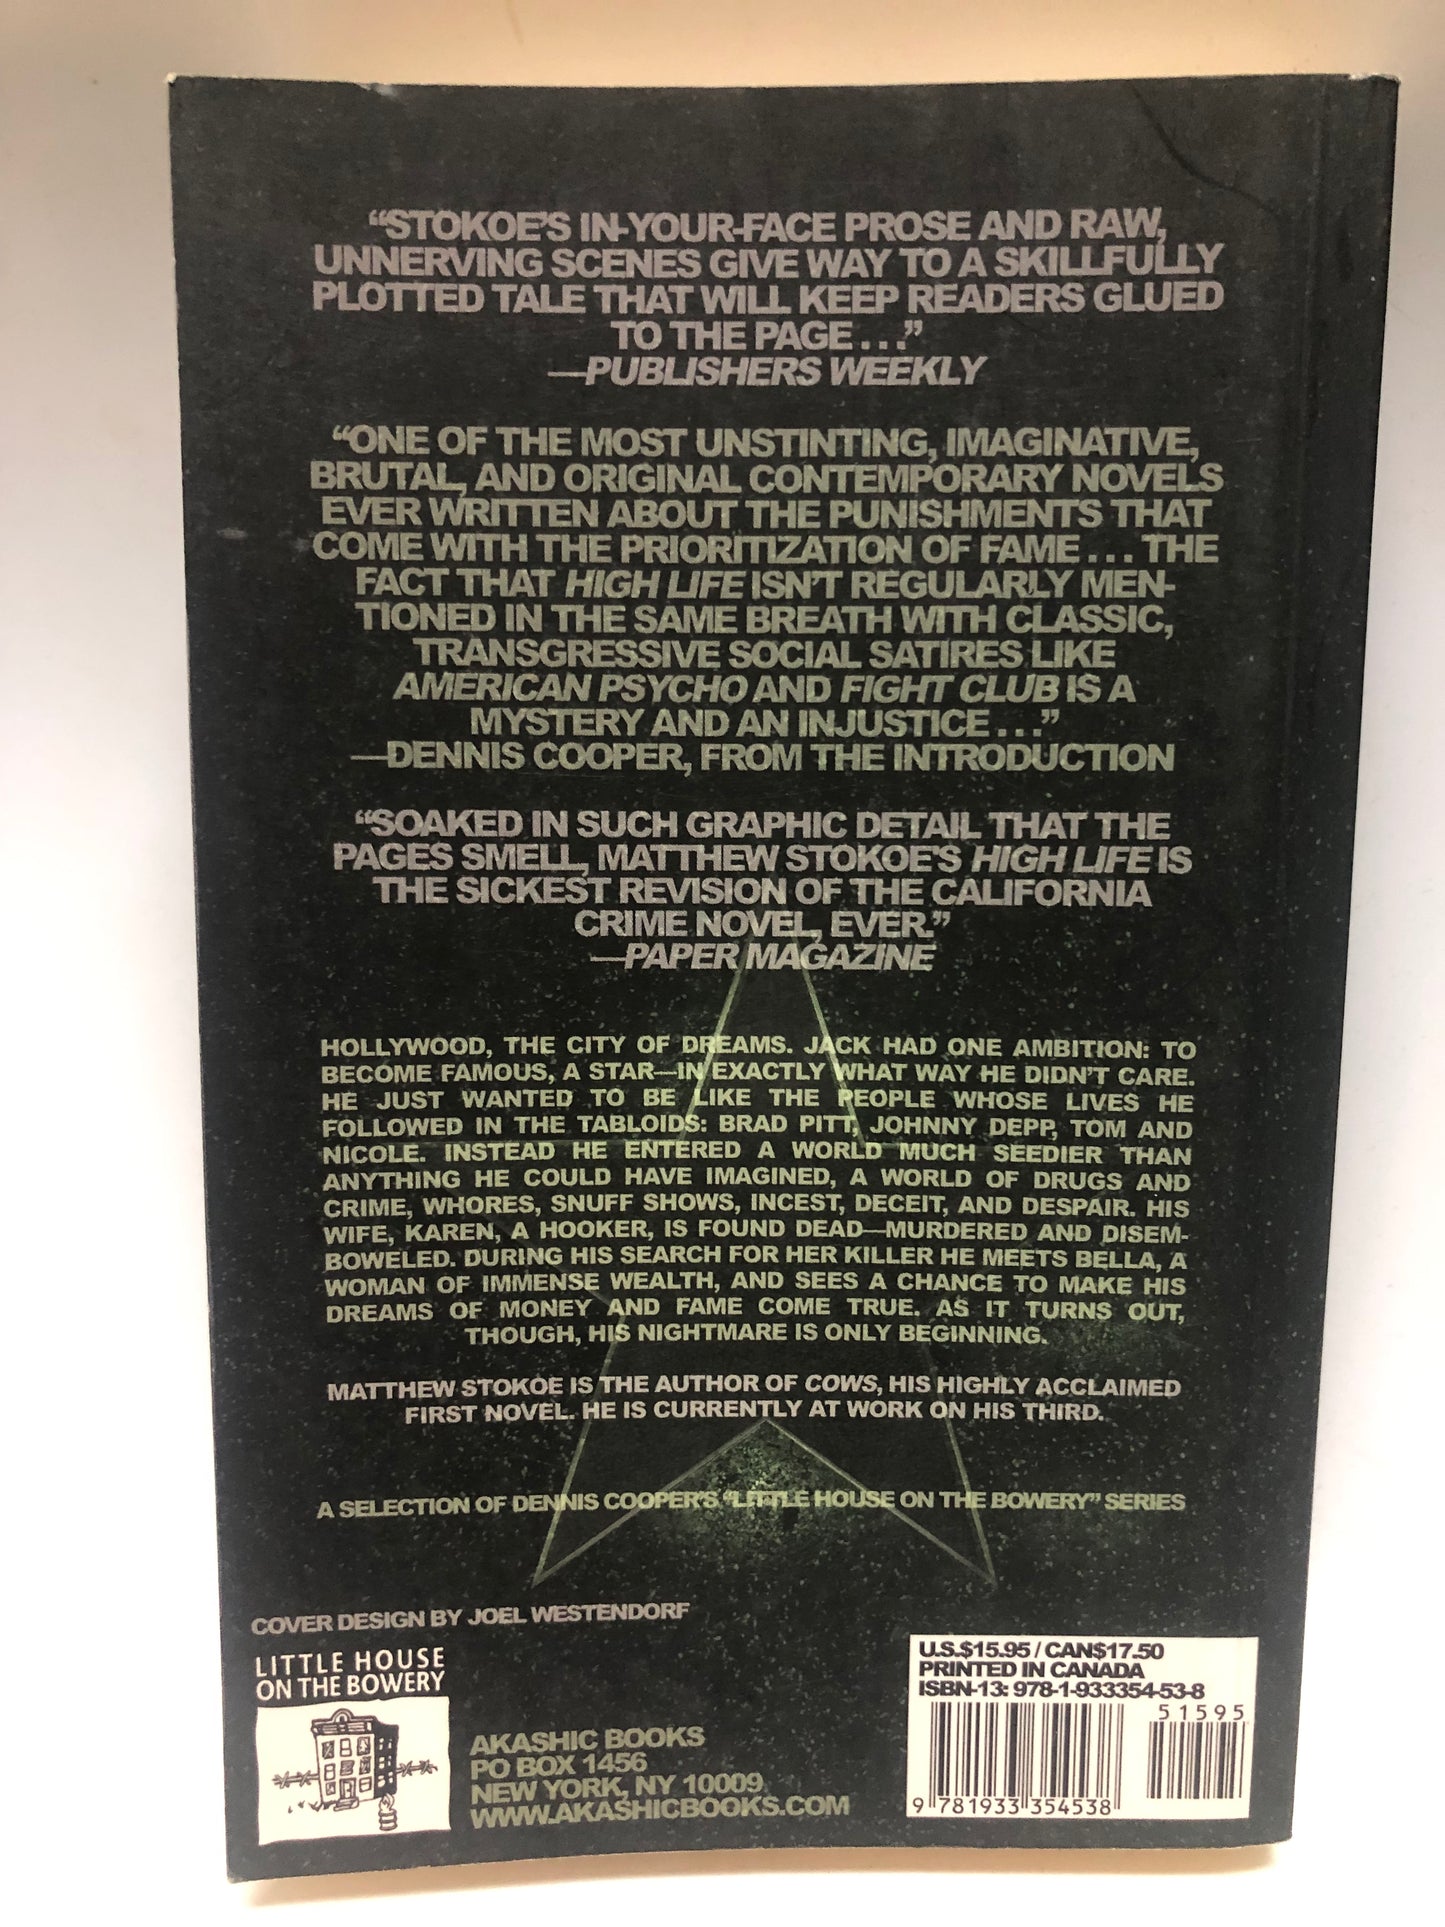 “STOKOE’S IN-YOUR-FACE PROSE AND RAW,
UNNERVING SCENES GIVE WAY TO A SKILLFULLY
PLOTTED TALE THAT WILL KEEP READERS GLUED
TO THE PAGE . . .”
—PUBLISHERS WEEKLY
“ONE OF THE MOST UNSTINTING, IMAGINATIVE,
BRUTAL, AND ORIGINAL CONTEMPORARY NOVELS
EVER WRITTEN ABOUT THE PUNISHMENTS THAT
COME WITH THE PRIORITIZATION OF FAME . . . THE
FACT THAT HIGH LIFE ISN’T REGULARLY MEN-
TIONED IN THE SAME BREATH WITH CLASSIC,
TRANSGRESSIVE SOCIAL SATIRES LIKE
AMERICAN PSYCHO AND FIGHT CLUB IS A
MYSTERY AND AN INJUSTICE . . .”
—DENNIS COOPER, FROM THE INTRODUCTION
“SOAKED IN SUCH GRAPHIC DETAIL THAT THE
PAGES SMELL, MATTHEW STOKOE’S HIGH LIFE IS
THE SICKEST REVISION OF THE CALIFORNIA
CRIME NOVEL, EVER.”
—PAPER MAGAZINE
HOLLYWOOD, THE CITY OF DREAMS. JACK HAD ONE AMBITION: TO
BECOME FAMOUS, A STAR—IN EXACTLY WHAT WAY HE DIDN’T CARE.
HE JUST WANTED TO BE LIKE THE PEOPLE WHOSE LIVES HE
FOLLOWED IN THE TABLOIDS: BRAD PITT, JOHNNY DEPP, TOM AND
NICOLE. INSTEAD HE ENTERED A WORLD MUCH SEEDIER THAN
ANYTHING HE COULD HAVE IMAGINED, A WORLD OF DRUGS AND
CRIME, WHORES, SNUFF SHOWS, INCEST, DECEIT, AND DESPAIR. HIS
WIFE, KAREN, A HOOKER, IS FOUND DEAD—MURDERED AND DISEM-
BOWELED. DURING HIS SEARCH FOR HER KILLER HE MEETS BELLA, A
WOMAN OF IMMENSE WEALTH, AND SEES A CHANCE TO MAKE HIS
DREAMS OF MONEY AND FAME COME TRUE. AS IT TURNS OUT,
THOUGH, HIS NIGHTMARE IS ONLY BEGINNING.
MATTHEW STOKOE IS THE AUTHOR OF COWS, HIS HIGHLY ACCLAIMED
FIRST NOVEL. HE IS CURRENTLY AT WORK ON HIS THIRD.
A SELECTION OF DENNIS COOPER’S “LITTLE HOUSE ON THE BOWERY” SERIES
COVER DESIGN BY JOEL WESTENDORF
LITTLE HOUSE
ON THE BOWERY
AKASHIC BOOKS
PO BOX 1456
NEW YORK, NY 10009
WWW.AKASHICBOOKS.COM
U.S.$15.95 / CAN$17.50
PRINTED IN CANADA
ISBN-13: 978-1-933354-53-8
51595
9 781933 354538